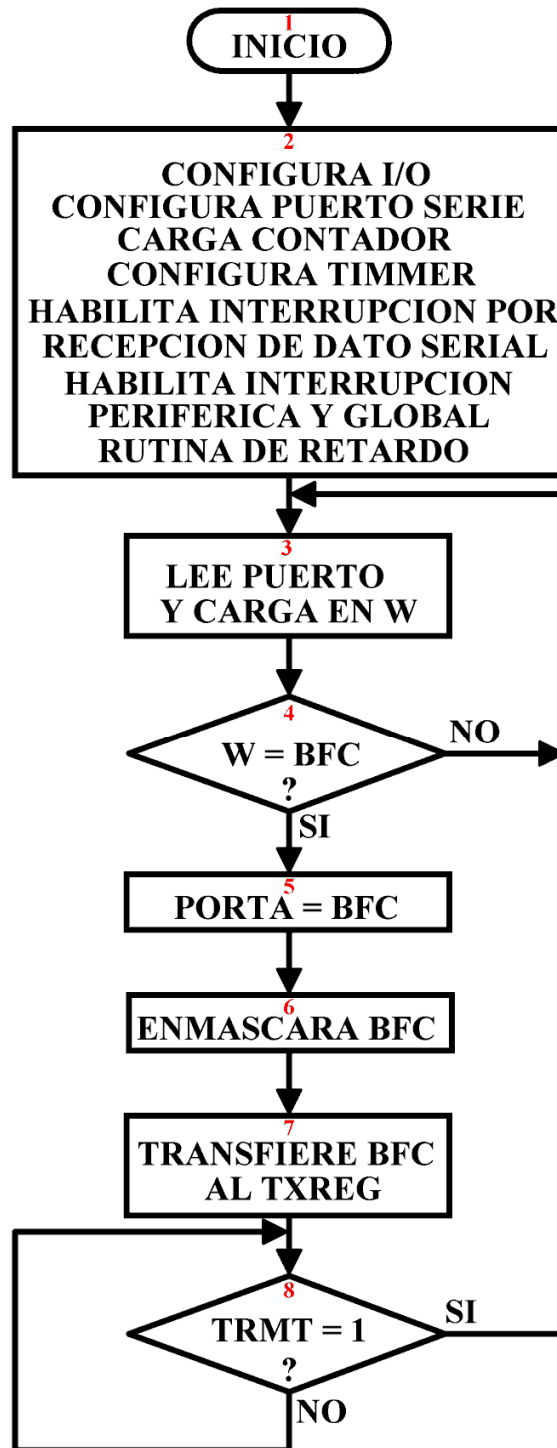 1
INICIO
2
CONFIGURA I/O
CONFIGURA PUERTO SERIE
CARGA CONTADOR
CONFIGURA TIMMER
HABILITA INTERRUPCION POR
RECEPCION DE DATO SERIAL
HABILITA INTERRUPCION
PERIFERICA Y GLOBAL
RUTINA DE RETARDO
3
LEE PUERTO
Y CARGA EN W
4
W = BFC
?
NO
SI
5
PORTA = BFC
6
ENMASCARA BFC
7
TRANSFIERE BFC
AL TXREG
8
TRMT = 1
?
SI
NO